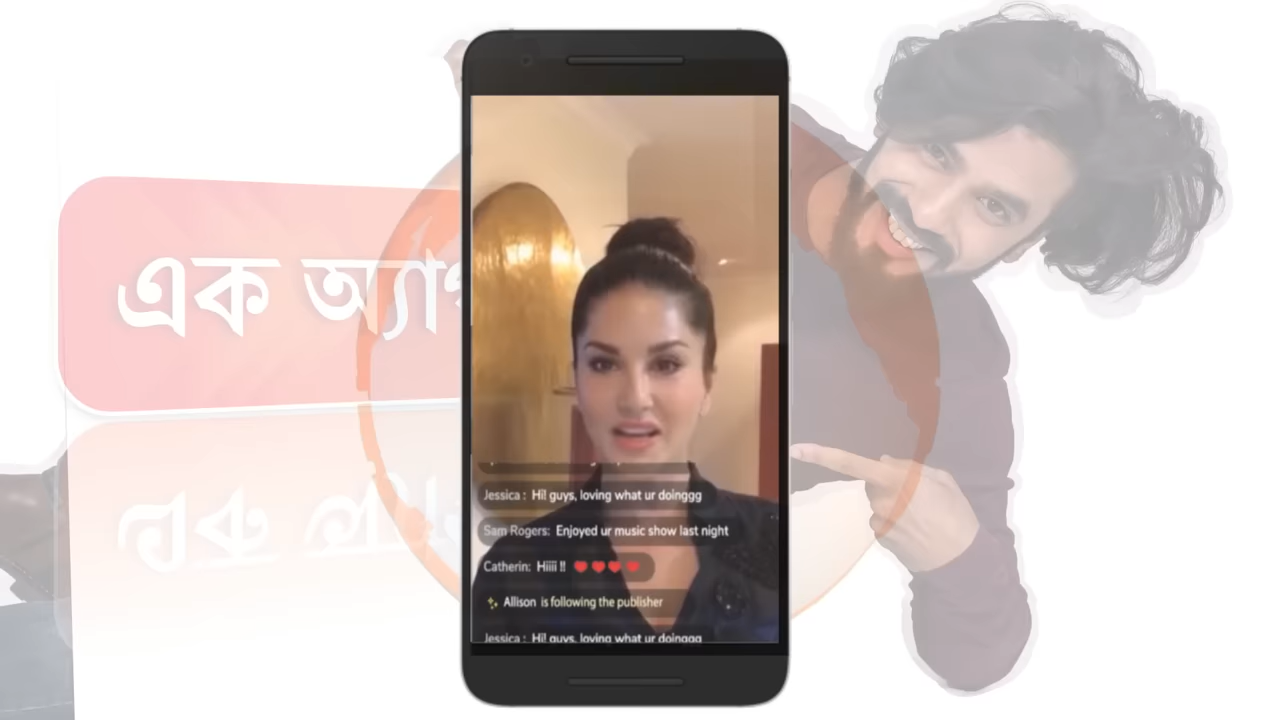 এক
Jessica : Hi! guys, loving what ur doinggg
Sam Rogers: Enjoyed ur music show last night
Catherin: Hiiii !! ❤❤❤❤
Allison is following the publisher
Jessica : Hi! guys, loving what ur doinggg